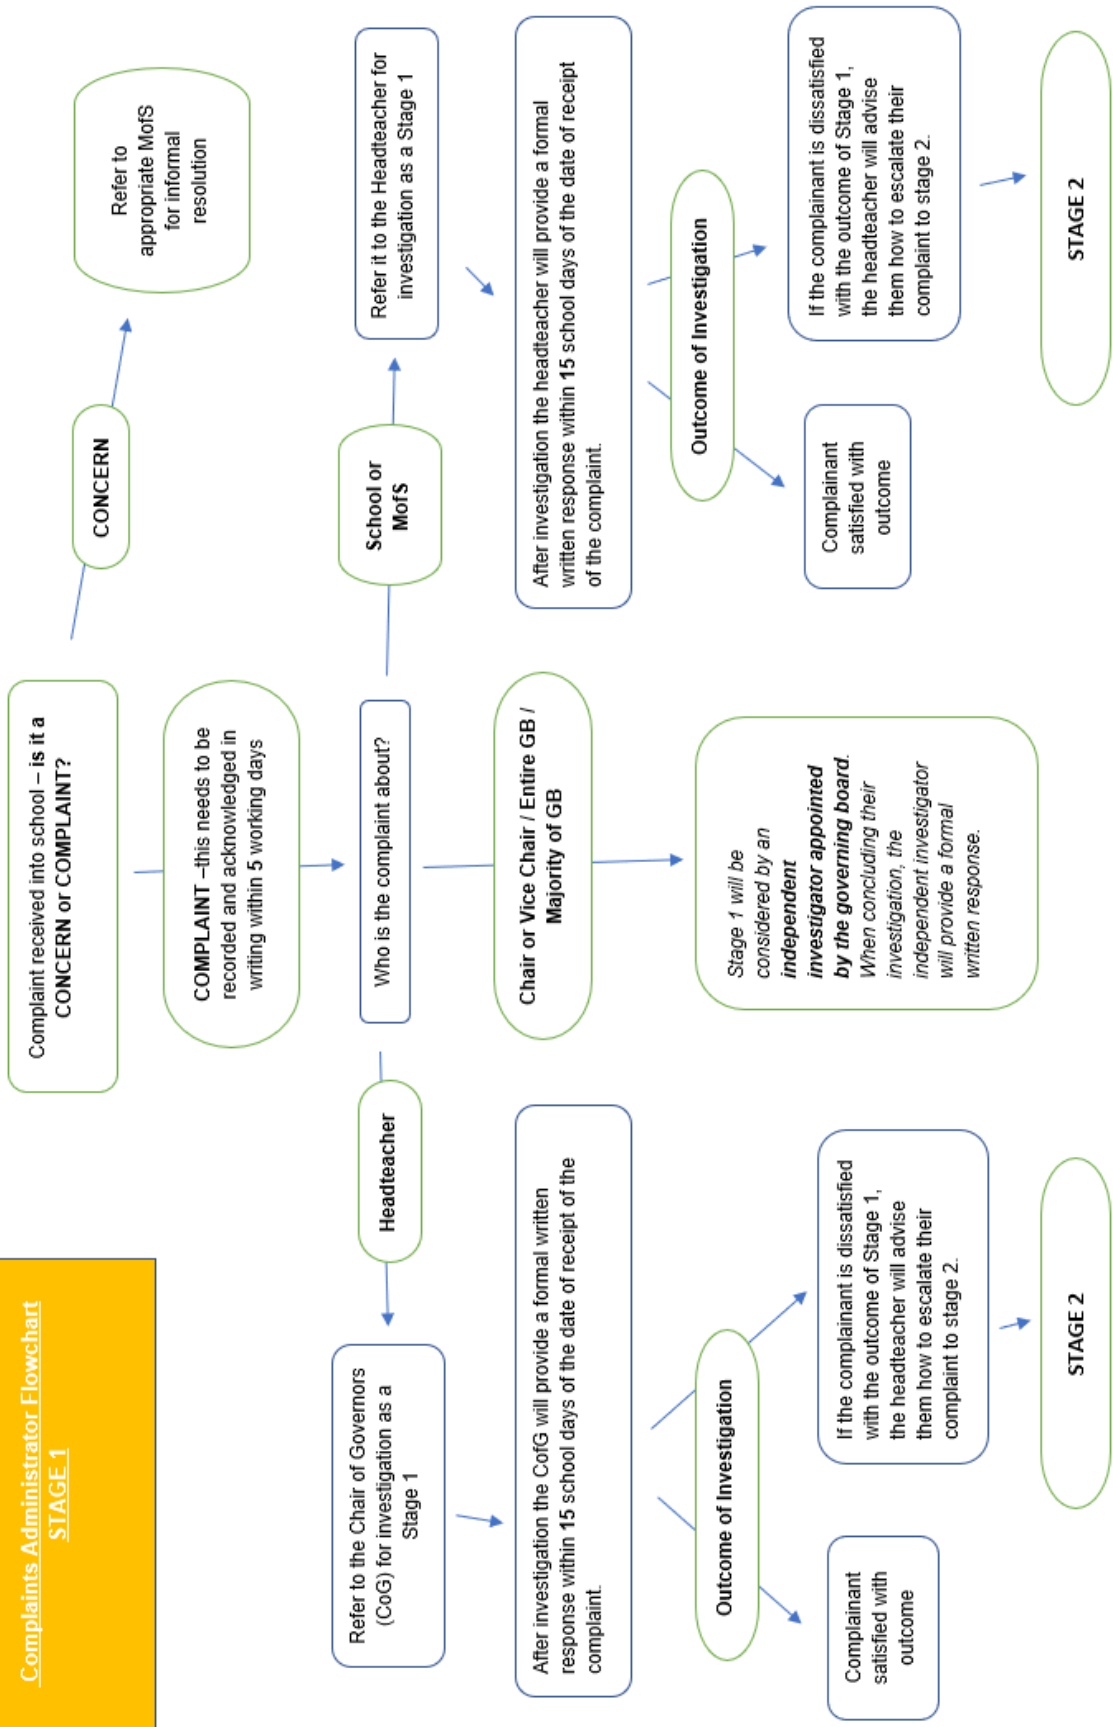 Complaints Administrator Flowchart
STAGE 1
Complaint received into school – is it a
CONCERN or COMPLAINT?
CONCERN
Refer to
appropriate MofS
for informal
resolution
COMPLAINT –this needs to be
recorded and acknowledged in
writing within 5 working days
Who is the complaint about?
Headteacher
Refer to the Chair of Governors
(CoG) for investigation as a
Stage 1
After investigation the CofG will provide a formal written
response within 15 school days of the date of receipt of the
complaint.
Outcome of Investigation
Complainant
satisfied with
outcome
If the complainant is dissatisfied
with the outcome of Stage 1,
the headteacher will advise
them how to escalate their
complaint to stage 2.
STAGE 2
Chair or Vice Chair / Entire GB /
Majority of GB
Stage 1 will be
considered by an
independent
investigator appointed
by the governing board.
When concluding their
investigation, the
independent investigator
will provide a formal
written response.
School or
MofS
Refer it to the Headteacher for
investigation as a Stage 1
After investigation the headteacher will provide a formal
written response within 15 school days of the date of receipt
of the complaint.
Outcome of Investigation
Complainant
satisfied with
outcome
If the complainant is dissatisfied
with the outcome of Stage 1,
the headteacher will advise
them how to escalate their
complaint to stage 2.
STAGE 2